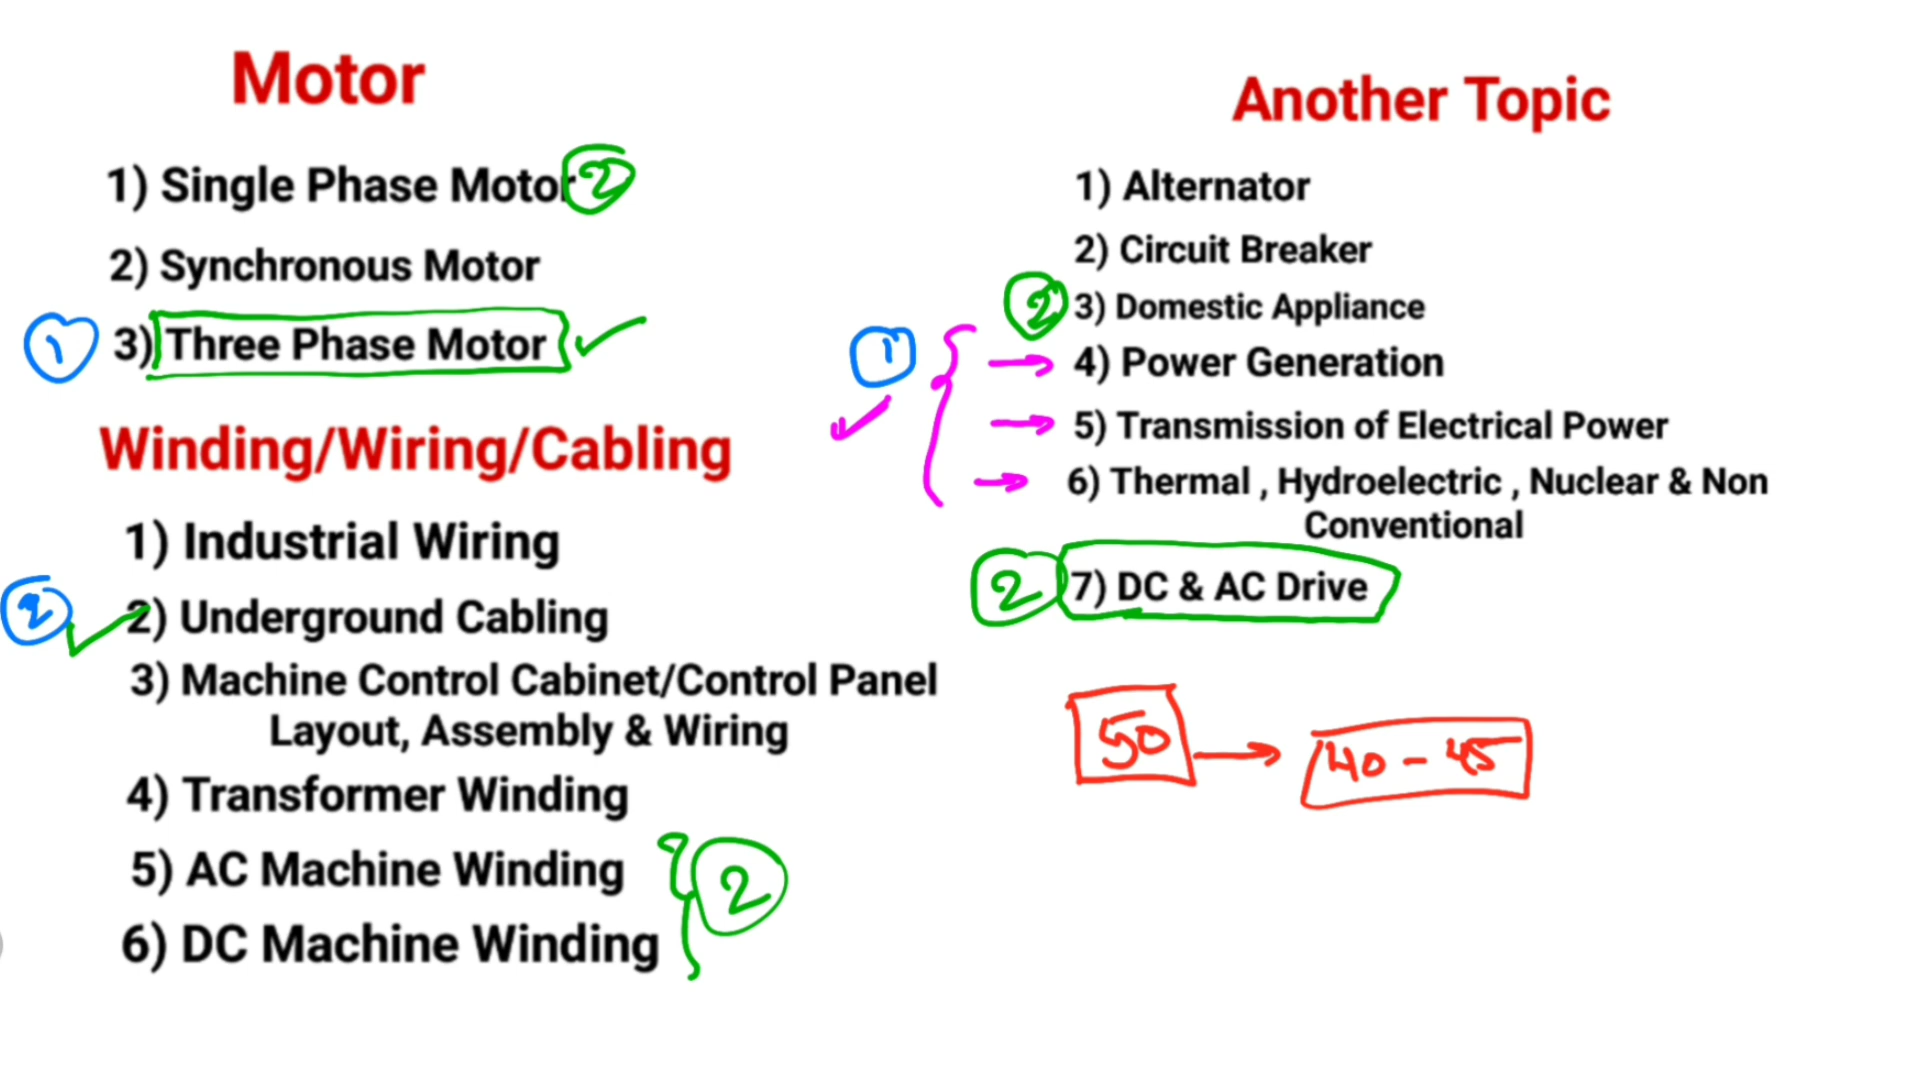 Motor
1) Single Phase Motor 2
2) Synchronous Motor
1 3) Three Phase Motor
Winding/Wiring/Cabling
1) Industrial Wiring
2 2) Underground Cabling
3) Machine Control Cabinet/Control Panel
Layout, Assembly & Wiring
4) Transformer Winding
5) AC Machine Winding
2
6) DC Machine Winding
Another Topic
1) Alternator
2) Circuit Breaker
2 3) Domestic Appliance
1 4) Power Generation
5) Transmission of Electrical Power
6) Thermal , Hydroelectric , Nuclear & Non
Conventional
2 7) DC & AC Drive
50 → 40 - 45